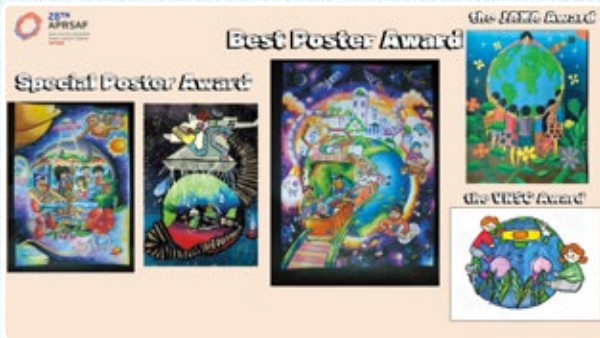 28TH
APRSAF
Best Poster Award
the JAXA Award
Special Poster Award
the VNSC Award